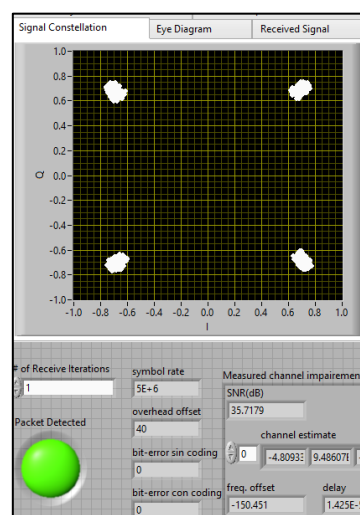 Signal Constellation
Eye Diagram
Received Signal
1.0
0.8
0.6
0.4
0.2
0.0
-0.2
-0.4
-0.6
-0.8
-1.0
Q
-1.0 -0.8 -0.6 -0.4 -0.2 0.0 0.2 0.4 0.6 0.8 1.0
I
# of Receive Iterations
1
symbol rate
5E+6
Measured channel impairemen
SNR(dB)
35.7179
overhead offset
40
Packet Detected
channel estimate
0 -4.8093 9.48607
bit-error sin coding
0
freq. offset
-150.451
delay
1.425E-
bit-error con coding
0